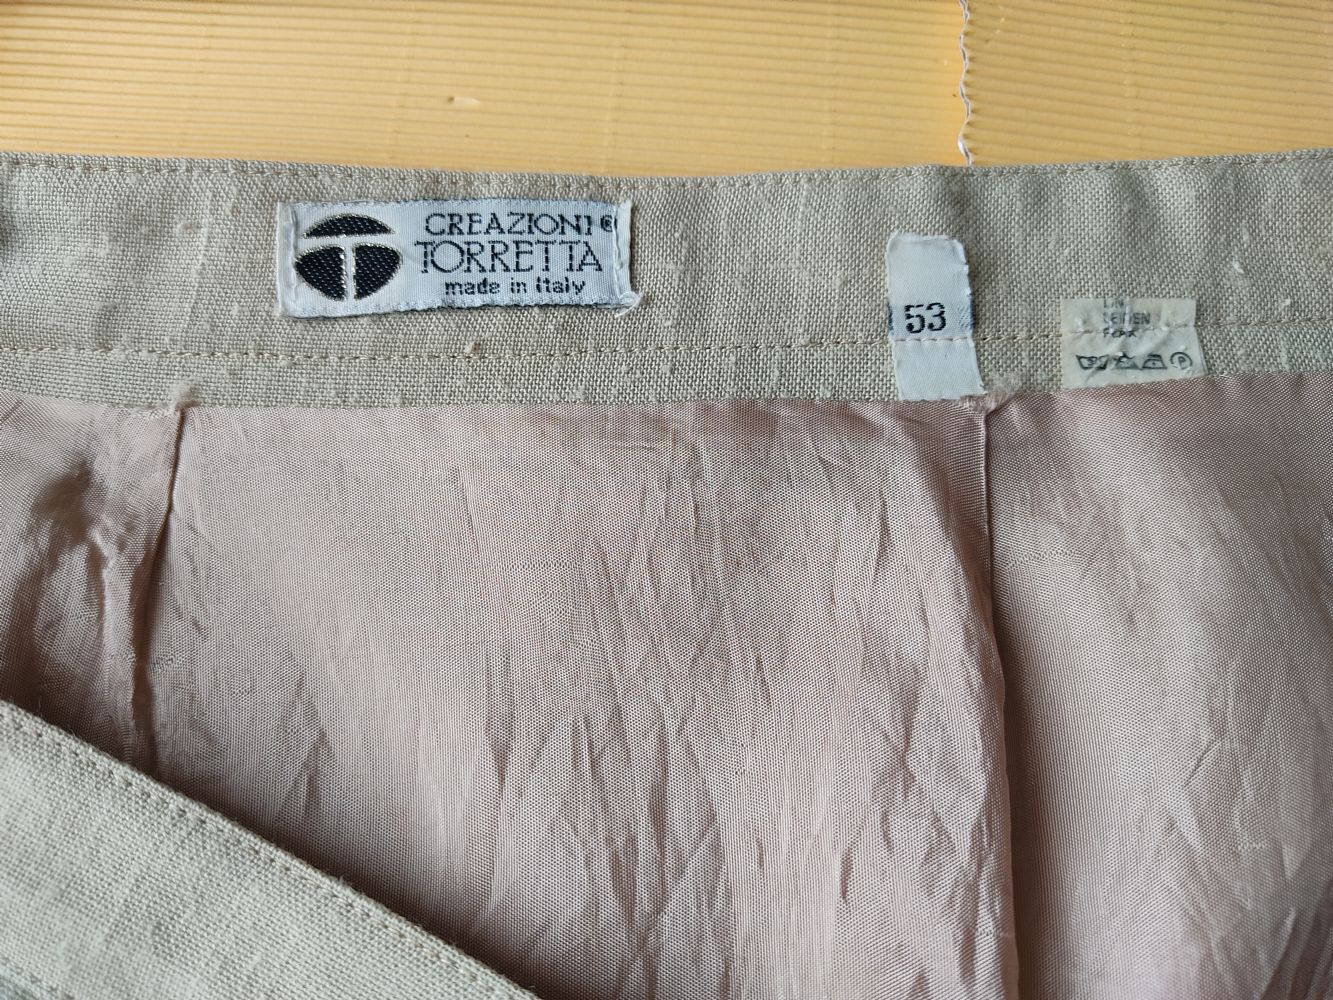 CREAZIONI®
TORRETTA
made in Italy
53
P